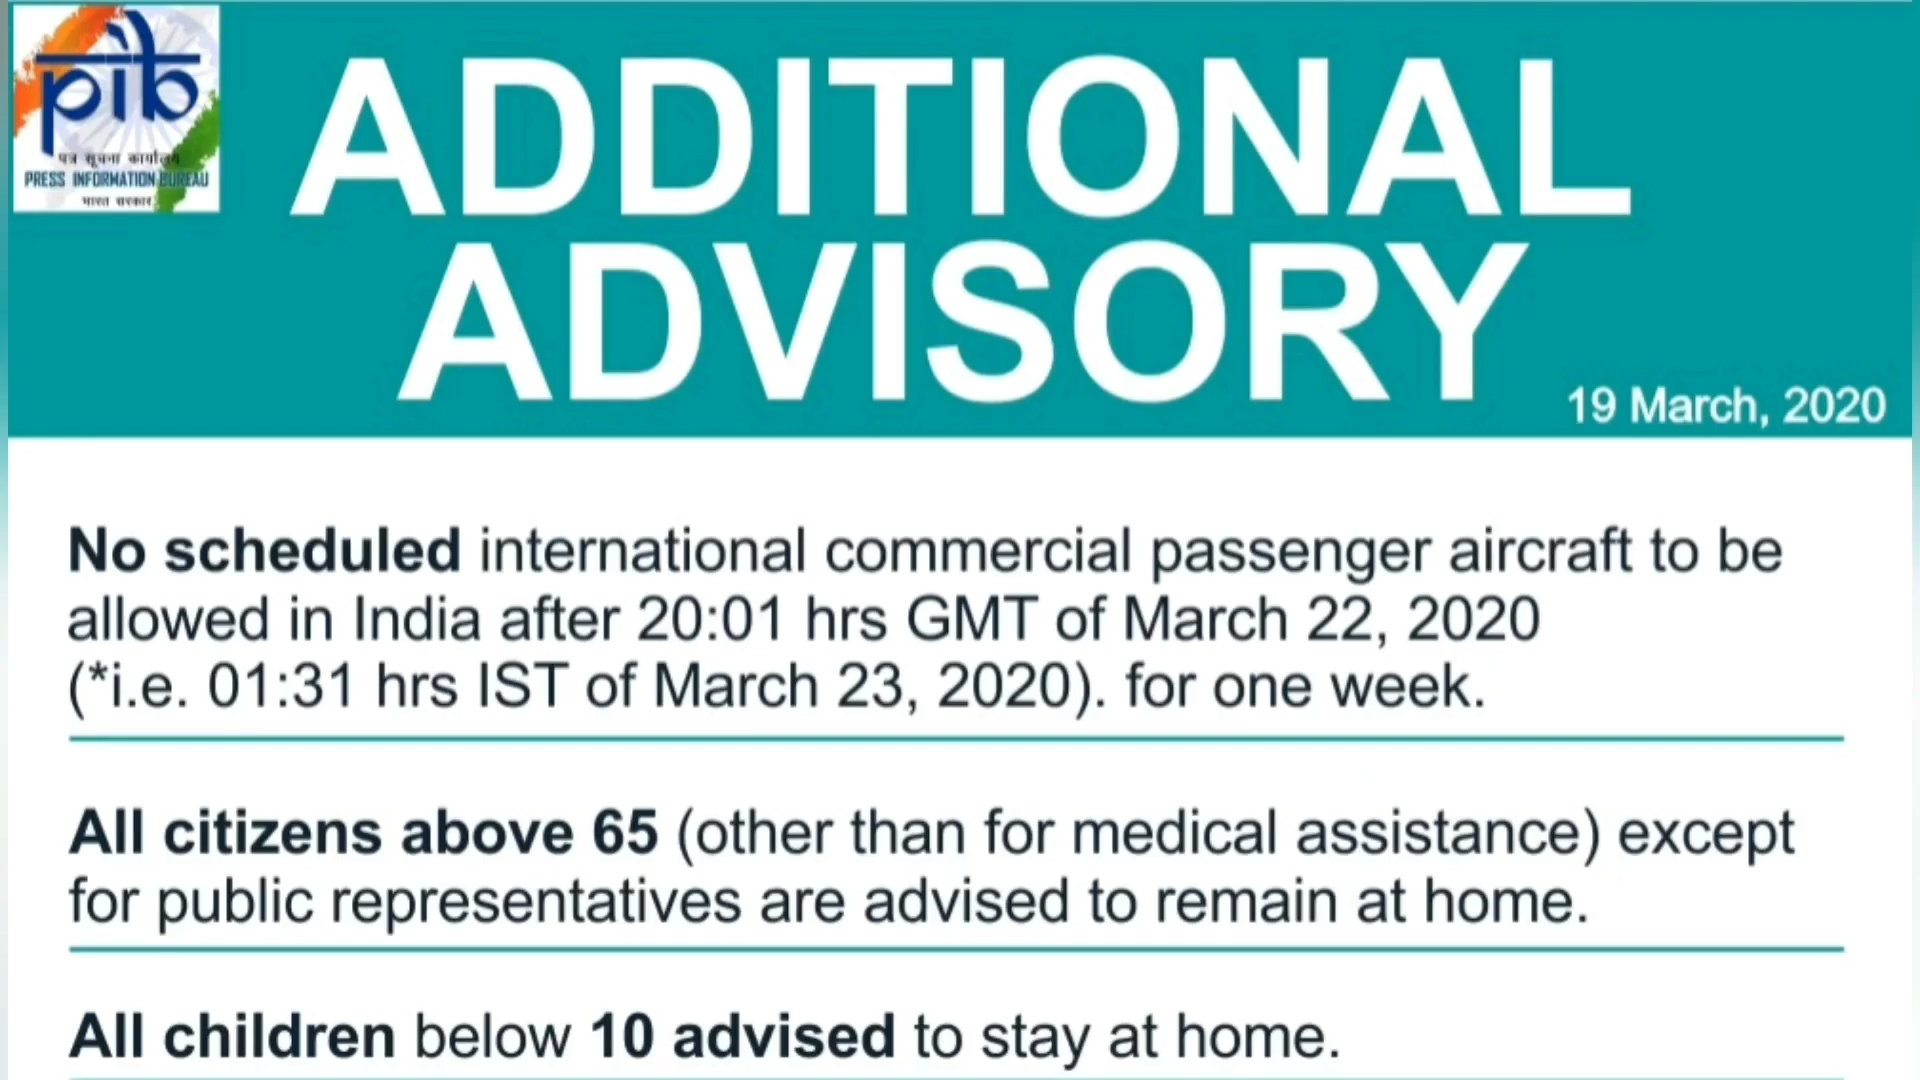 pib
पत्र सूचना कार्यालय
PRESS INFORMATION BUREAU
भारत सरकार
ADDITIONAL
ADVISORY
19 March, 2020
No scheduled international commercial passenger aircraft to be
allowed in India after 20:01 hrs GMT of March 22, 2020
(*i.e. 01:31 hrs IST of March 23, 2020). for one week.
All citizens above 65 (other than for medical assistance) except
for public representatives are advised to remain at home.
All children below 10 advised to stay at home.